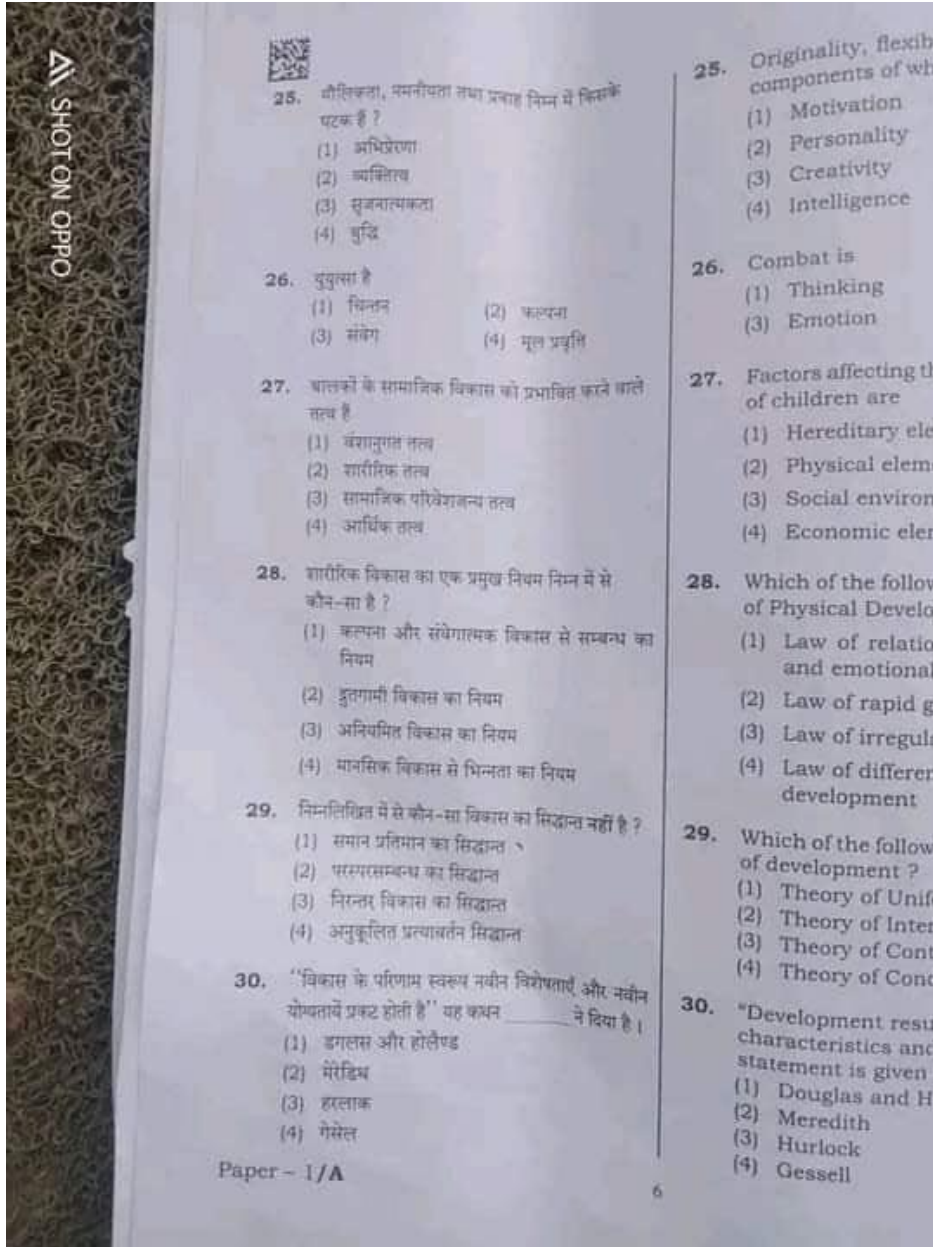 SHOT ON OPPO
25. मौलिकता, नमनीयता तथा प्रवाह निम्न में किसके
घटक हैं ?
(1) अभिप्रेरणा
(2) व्यक्तित्व
(3) सृजनात्मकता
(4) बुद्धि
26. युयुत्सा है
(1) चिन्तन (2) कल्पना
(3) संवेग (4) मूल प्रवृत्ति
27. बालकों के सामाजिक विकास को प्रभावित करने वाले
तत्व हैं
(1) वंशानुगत तत्व
(2) शारीरिक तत्व
(3) सामाजिक परिवेशजन्य तत्व
(4) आर्थिक तत्व
28. शारीरिक विकास का एक प्रमुख नियम निम्न में से
कौन-सा है ?
(1) कल्पना और संवेगात्मक विकास से सम्बन्ध का
नियम
(2) द्रुतगामी विकास का नियम
(3) अनियमित विकास का नियम
(4) मानसिक विकास से भिन्नता का नियम
29. निम्नलिखित में से कौन-सा विकास का सिद्धान्त नहीं है ?
(1) समान प्रतिमान का सिद्धान्त
(2) परस्परसम्बन्ध का सिद्धान्त
(3) निरन्तर विकास का सिद्धान्त
(4) अनुकूलित प्रत्यावर्तन सिद्धान्त
30. "विकास के परिणाम स्वरूप नवीन विशेषताएँ और नवीन
योग्यतायें प्रकट होती है" यह कथन ______ ने दिया है ।
(1) डगलस और होलैण्ड
(2) मेरेडिथ
(3) हरलाक
(4) गेसेल
Paper – 1/A
6
25. Originality, flexib
components of wh
(1) Motivation
(2) Personality
(3) Creativity
(4) Intelligence
26. Combat is
(1) Thinking
(3) Emotion
27. Factors affecting th
of children are
(1) Hereditary ele
(2) Physical elem
(3) Social environ
(4) Economic eler
28. Which of the follow
of Physical Develo
(1) Law of relatio
and emotional
(2) Law of rapid g
(3) Law of irregula
(4) Law of differen
development
29. Which of the follow
of development ?
(1) Theory of Unif
(2) Theory of Inter
(3) Theory of Cont
(4) Theory of Cond
30. "Development resu
characteristics and
statement is given
(1) Douglas and H
(2) Meredith
(3) Hurlock
(4) Gessell